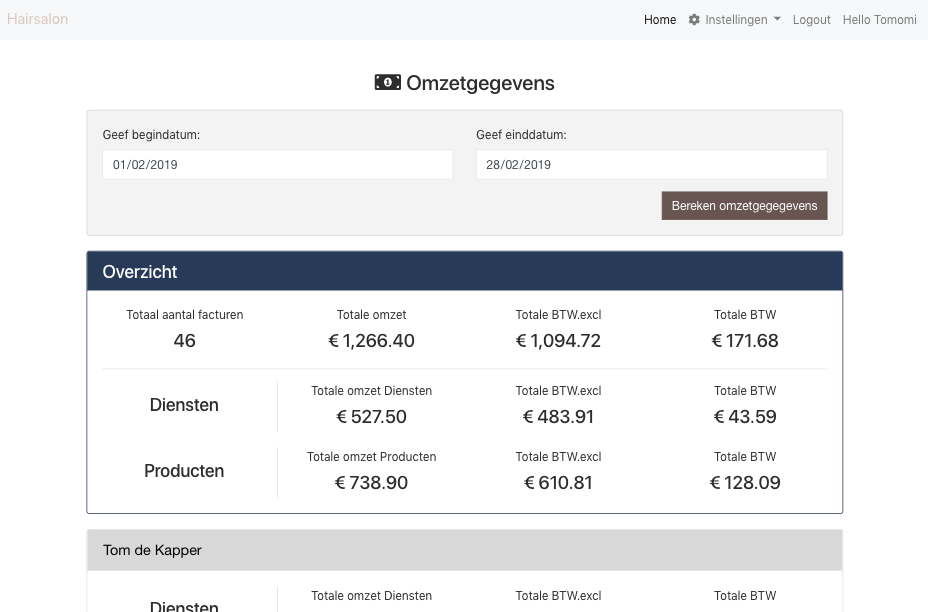 Hairsalon
Home Instellingen Logout Hello Tomomi
Omzetgegevens
Geef begindatum: Geef einddatum:
01/02/2019 28/02/2019
Bereken omzetgegegevens
Overzicht
Totaal aantal facturen Totale omzet Totale BTW.excl Totale BTW
46 € 1,266.40 € 1,094.72 € 171.68
Totale omzet Diensten Totale BTW.excl Totale BTW
Diensten € 527.50 € 483.91 € 43.59
Totale omzet Producten Totale BTW.excl Totale BTW
Producten € 738.90 € 610.81 € 128.09
Tom de Kapper
Totale omzet Diensten Totale BTW.excl Totale BTW
Diensten